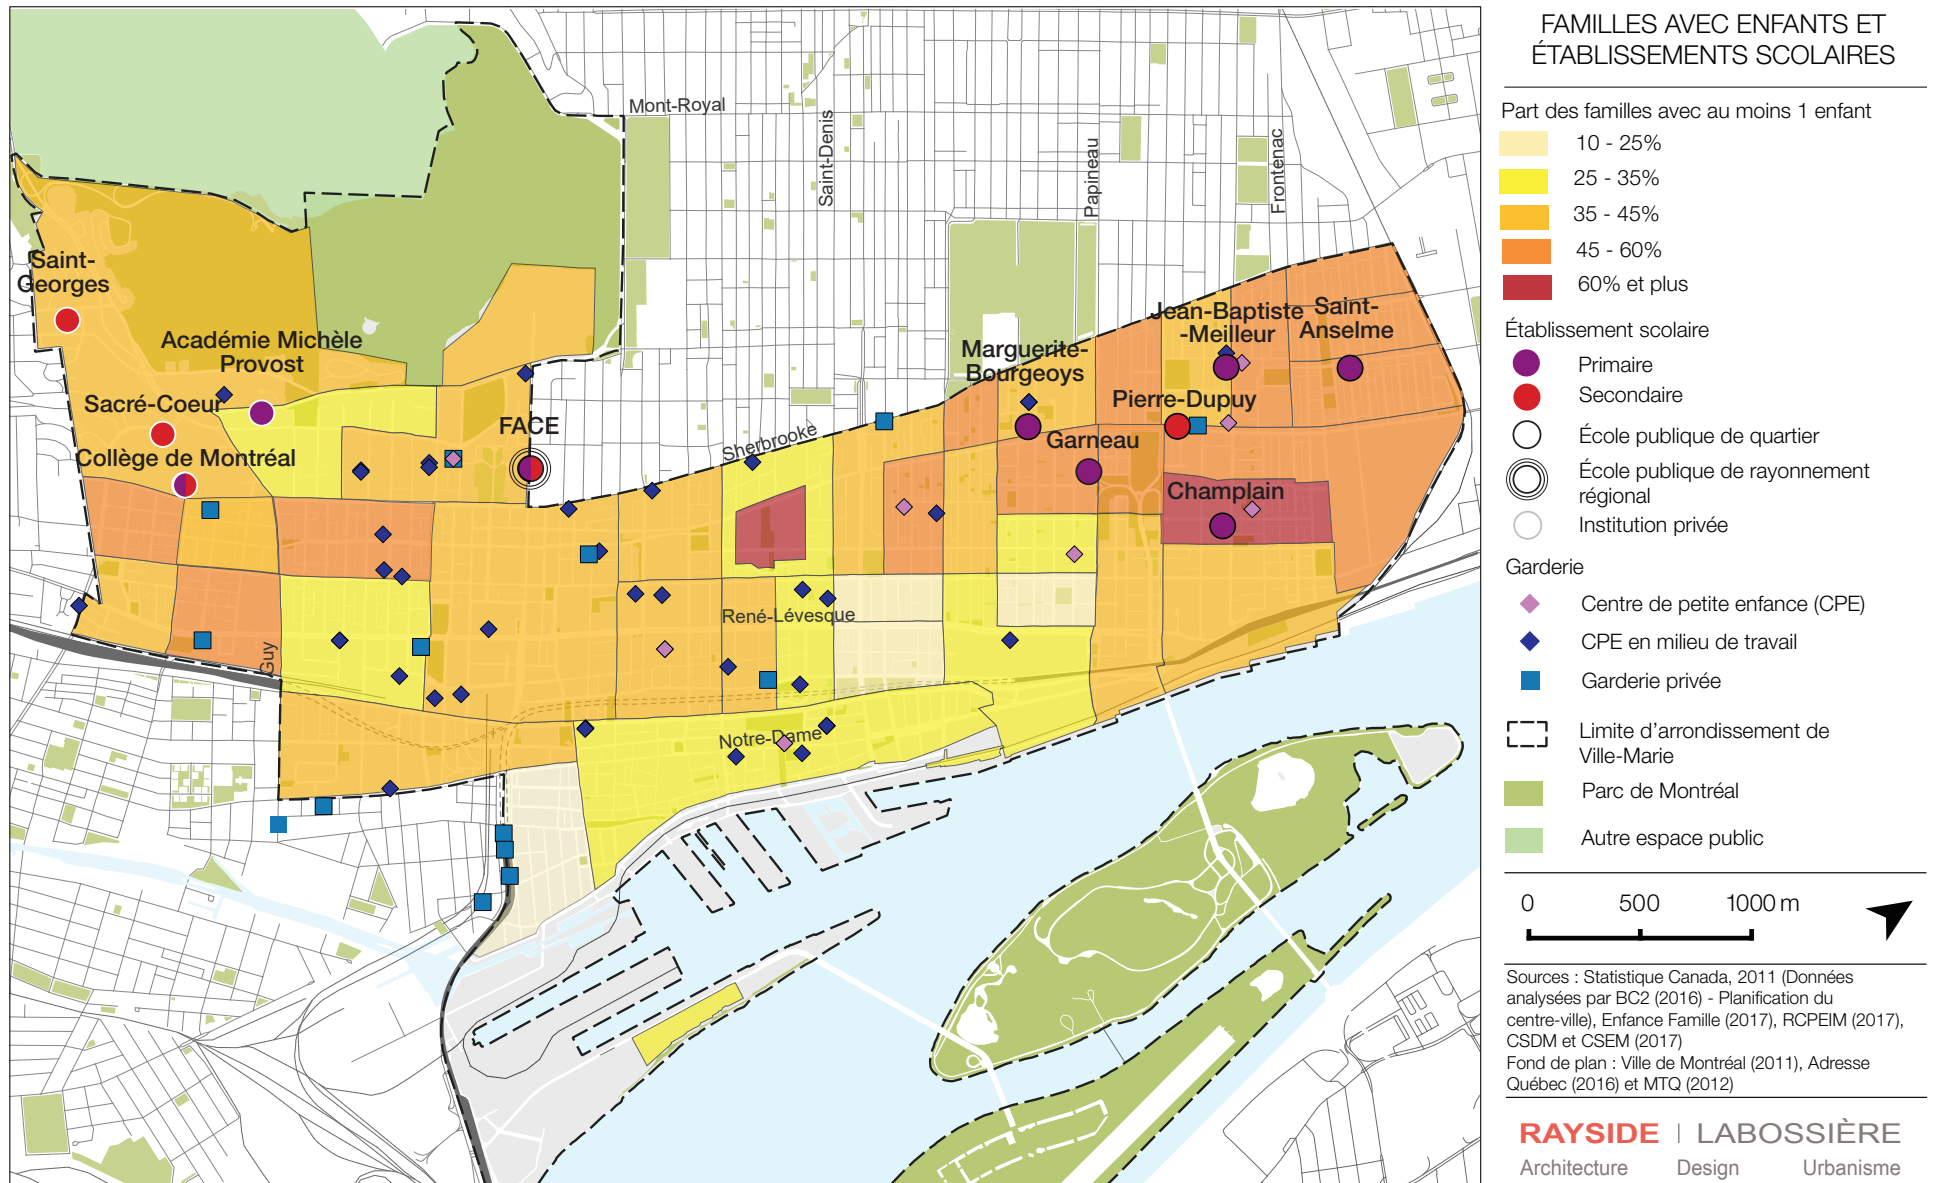 FAMILLES AVEC ENFANTS ET
ÉTABLISSEMENTS SCOLAIRES
Part des familles avec au moins 1 enfant
10 - 25%
25 - 35%
35 - 45%
45 - 60%
60% et plus
Établissement scolaire
Primaire
Secondaire
École publique de quartier
École publique de rayonnement
régional
Institution privée
Garderie
Centre de petite enfance (CPE)
CPE en milieu de travail
Garderie privée
Limite d'arrondissement de
Ville-Marie
Parc de Montréal
Autre espace public
0 500 1000 m
Sources : Statistique Canada, 2011 (Données
analysées par BC2 (2016) - Planification du
centre-ville), Enfance Famille (2017), RCPEIM (2017),
CSDM et CSEM (2017)
Fond de plan : Ville de Montréal (2011), Adresse
Québec (2016) et MTQ (2012)
RAYSIDE | LABOSSIÈRE
Architecture Design Urbanisme
Mont-Royal
Saint-Denis
Papineau
Frontenac
Saint-
Georges
Académie Michèle
Provost
Sacré-Coeur
Collège de Montréal
FACE
Sherbrooke
Marguerite-
Bourgeoys
Jean-Baptiste
-Meilleur
Saint-
Anselme
Pierre-Dupuy
Garneau
Champlain
René-Lévesque
Guy
Notre-Dame